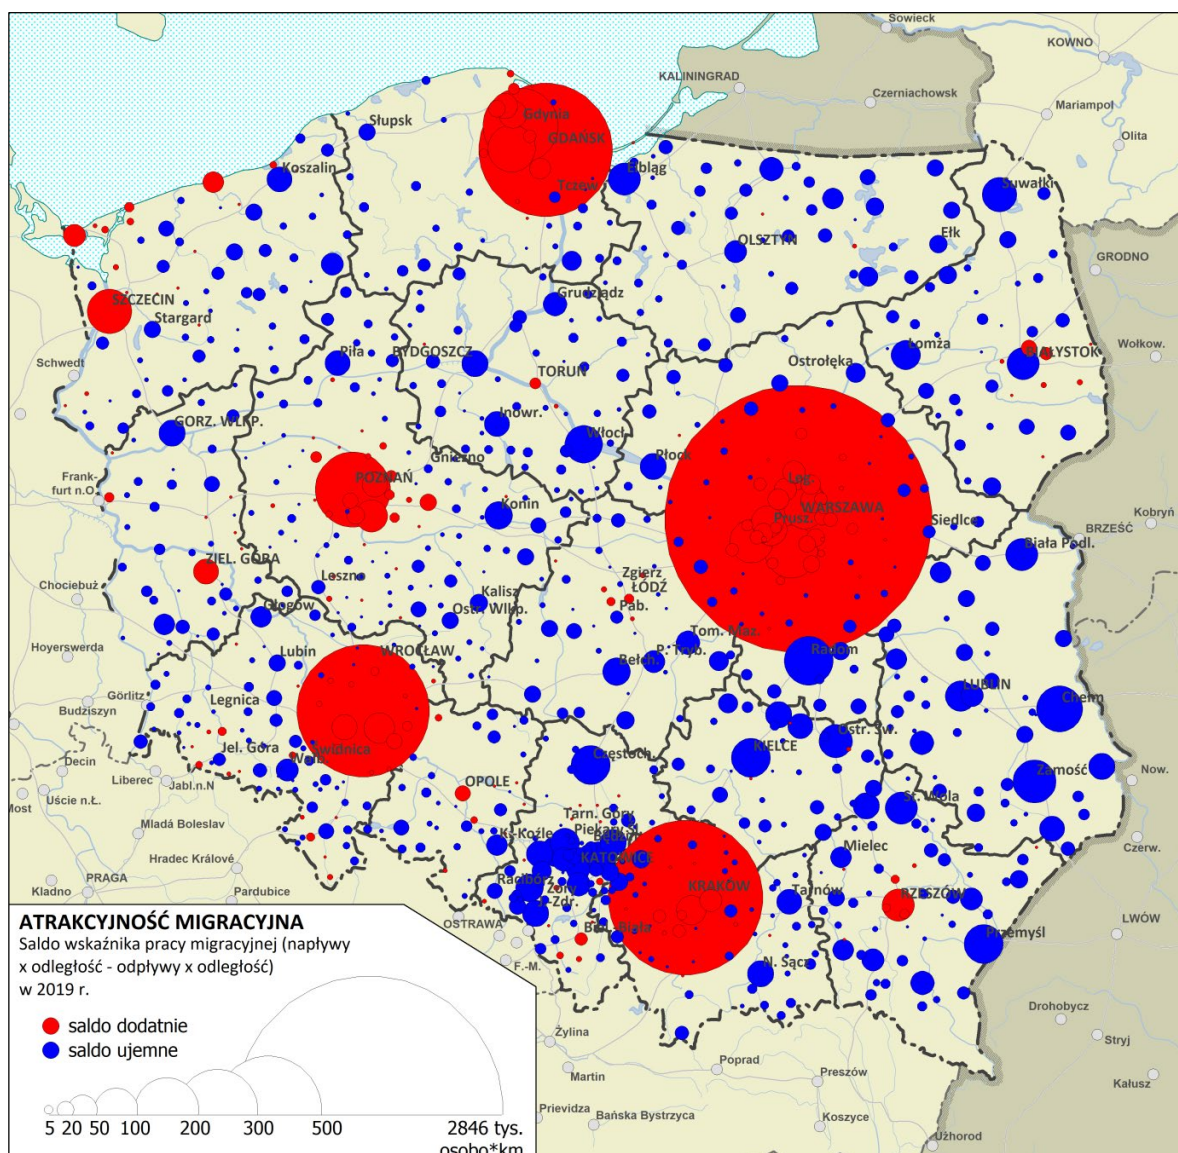 Sowieck
KOWNO
KALININGRAD
Czerniachowsk
Mariampol
Olita
Słupsk
Gdynia
GDAŃSK
Koszalin
Elbląg
Tczew
Suwałki
OLSZTYN
Ełk
GRODNO
SZCZECIN
Stargard
Grudziądz
Schwedt
Piła
BYDGOSZCZ
Ostrołęka
Łomża
BIAŁYSTOK
Wołkow.
TORUŃ
Inowr.
GORZ. WLKP.
Włocł.
Płock
Gniezno
Frank-
furt n.O.
POZNAŃ
Leg.
WARSZAWA
Prusz.
Konin
Siedlce
Kobryń
BRZEŚĆ
Biała Podl.
ZIEL. GÓRA
Chociebuż
Leszno
Zgierz
ŁÓDŹ
Kalisz
Pab.
Ostr. Wlkp.
Głogów
Tom. Maz.
Hoyerswerda
Lubin
WROCŁAW
P. Tryb.
Radom
Bełch.
Görlitz
Legnica
LUBLIN
Chełm
Budziszyn
Jel. Góra
Świdnica
Wałb.
KIELCE
Ostr. Św.
Decin
Liberec
Jabl.n.N
Częstoch.
OPOLE
Zamość
Now.
Most
Uście n.Ł.
St. Wola
Mladá Boleslav
Tarn. Góry
K.-Koźle
Piekary Śl.
KATOWICE
Mielec
Czerw.
Hradec Králové
Racibórz
Żory
J.-Zdr.
KRAKÓW
Tarnów
RZESZÓW
Kladno
PRAGA
Pardubice
OSTRAWA
Biel.-Biała
LWÓW
Przemyśl
F.-M.
N. Sącz
Drohobycz
Żylina
Stryj
Martin
Poprad
Preszów
Kałusz
Prievidza
Bańska Bystrzyca
Koszyce
Użhorod
ATRAKCYJNOŚĆ MIGRACYJNA
Saldo wskaźnika pracy migracyjnej (napływy
x odległość - odpływy x odległość)
w 2019 r.
saldo dodatnie
saldo ujemne
5 20 50 100 200 300 500 2846 tys.
osobo*km